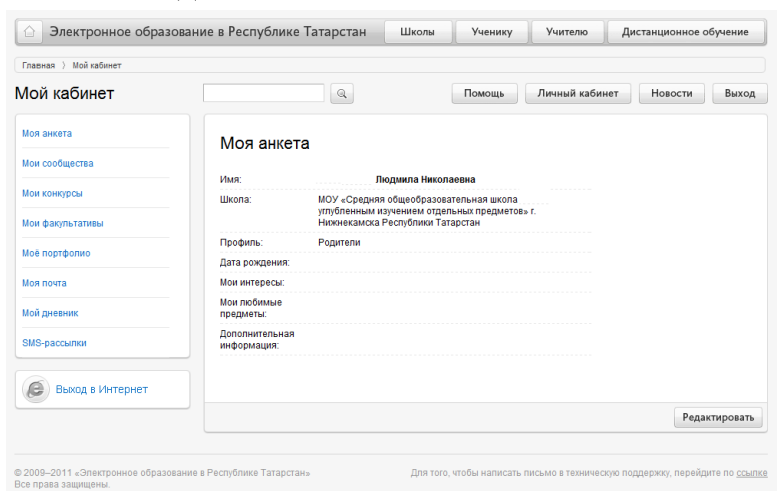 Электронное образование в Республике Татарстан
Школы
Ученику
Учителю
Дистанционное обучение
Главная 〉 Мой кабинет
Мой кабинет
Помощь
Личный кабинет
Новости
Выход
Моя анкета
Мои сообщества
Мои конкурсы
Мои факультативы
Моё портфолио
Моя почта
Мой дневник
SMS-рассылки
Выход в Интернет
Моя анкета
Имя: Людмила Николаевна
Школа: МОУ «Средняя общеобразовательная школа
углубленным изучением отдельных предметов» г.
Нижнекамска Республики Татарстан
Профиль: Родители
Дата рождения:
Мои интересы:
Мои любимые
предметы:
Дополнительная
информация:
Редактировать
© 2009–2011 «Электронное образование в Республике Татарстан»
Все права защищены.
Для того, чтобы написать письмо в техническую поддержку, перейдите по ссылке